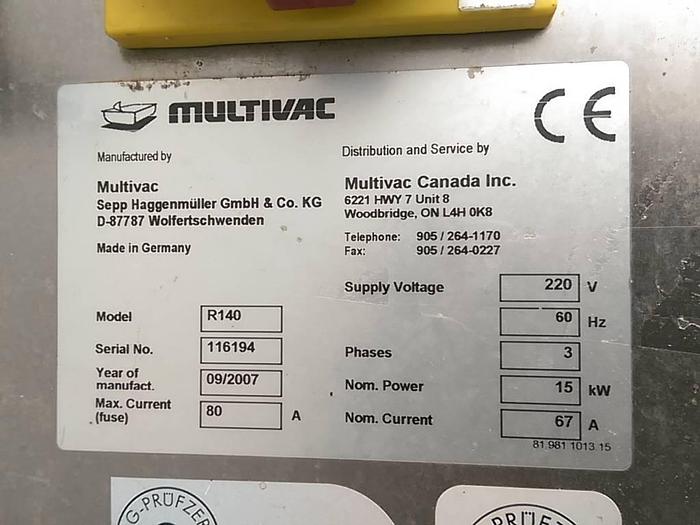 MULTIVAC
CE
Manufactured by
Multivac
Sepp Haggenmüller GmbH & Co. KG
D-87787 Wolfertschwenden
Made in Germany
Distribution and Service by
Multivac Canada Inc.
6221 HWY 7 Unit 8
Woodbridge, ON L4H 0K8
Telephone: 905 / 264-1170
Fax: 905 / 264-0227
Model R140
Serial No. 116194
Year of
manufact. 09/2007
Max. Current
(fuse) 80 A
Supply Voltage 220 V
60 Hz
Phases 3
Nom. Power 15 kW
Nom. Current 67 A
81.981.1013.15
G-PRÜFZER
PRÜF